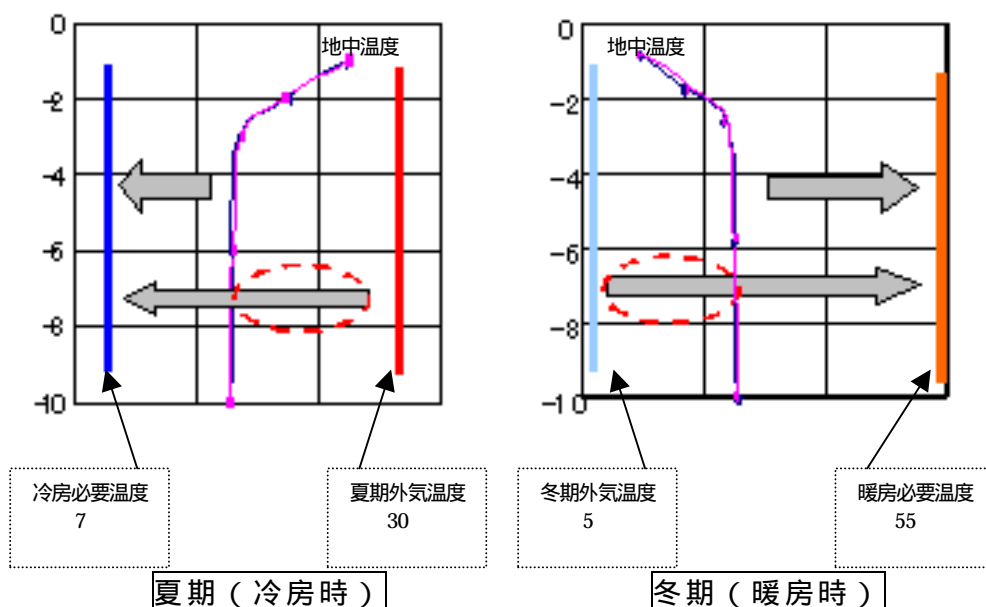 0
地中温度
-2
-4
-6
-8
-10
冷房必要温度
7
夏期外気温度
30
夏期(冷房時)
0
地中温度
-2
-4
-6
-8
-10
冬期外気温度
5
暖房必要温度
55
冬期(暖房時)